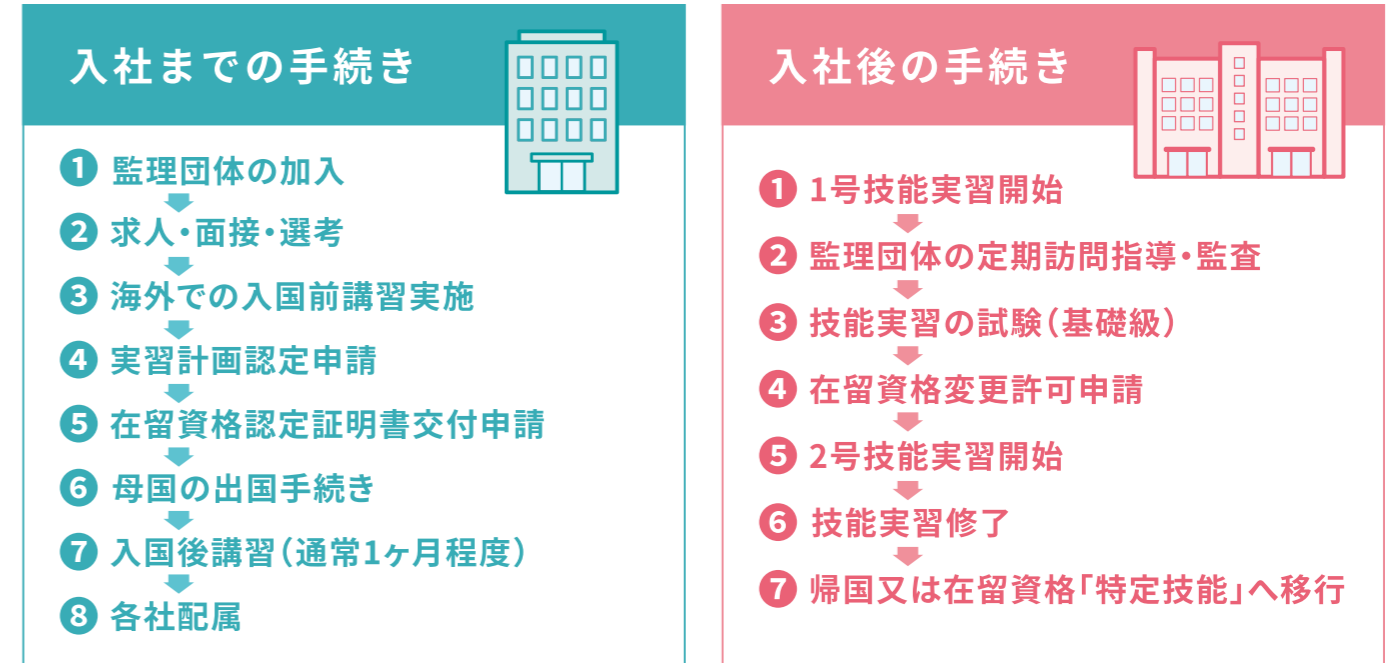 入社までの手続き
1 監理団体の加入
2 求人・面接・選考
3 海外での入国前講習実施
4 実習計画認定申請
5 在留資格認定証明書交付申請
6 母国の出国手続き
7 入国後講習(通常1ヶ月程度)
8 各社配属
入社後の手続き
1 1号技能実習開始
2 監理団体の定期訪問指導・監査
3 技能実習の試験(基礎級)
4 在留資格変更許可申請
5 2号技能実習開始
6 技能実習修了
7 帰国又は在留資格「特定技能」へ移行